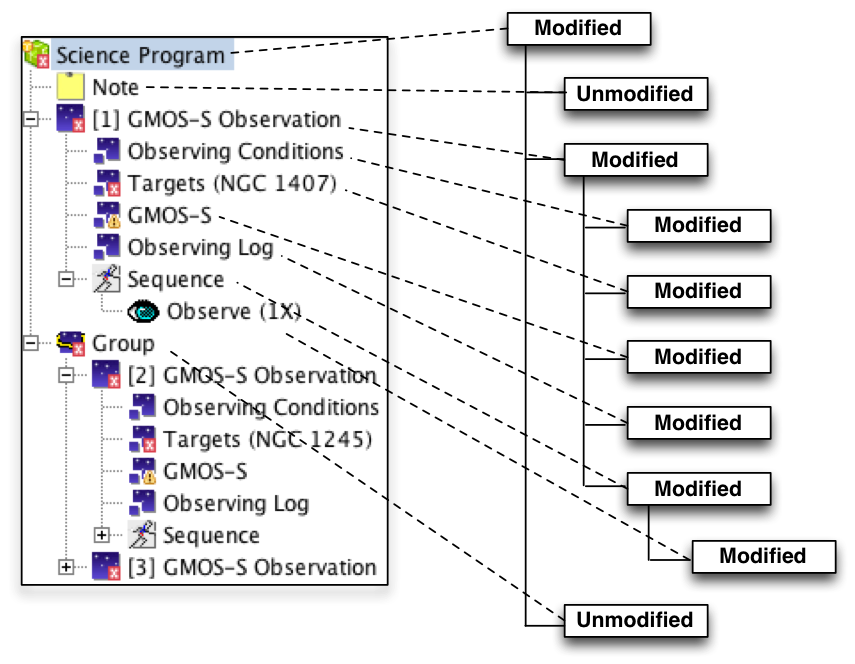 Science Program
Note
[1] GMOS-S Observation
Observing Conditions
Targets (NGC 1407)
GMOS-S
Observing Log
Sequence
Observe (1X)
Group
[2] GMOS-S Observation
Observing Conditions
Targets (NGC 1245)
GMOS-S
Observing Log
Sequence
[3] GMOS-S Observation
Modified
Unmodified
Modified
Modified
Modified
Modified
Modified
Modified
Modified
Unmodified